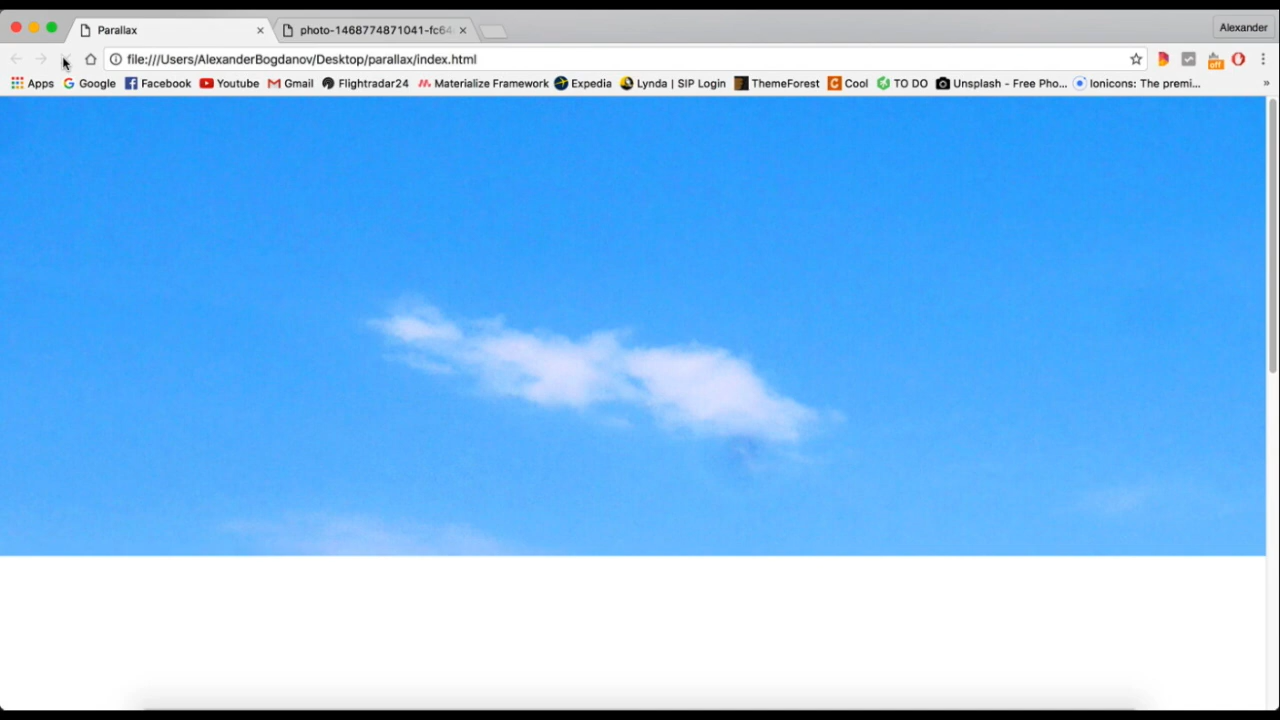 Parallax
photo-1468774871041-fc64
Alexander
file:///Users/AlexanderBogdanov/Desktop/parallax/index.html
Apps Google Facebook Youtube Gmail Flightradar24 Materialize Framework Expedia Lynda | SIP Login ThemeForest Cool TO DO Unsplash - Free Pho... Ionicons: The premi... »
off